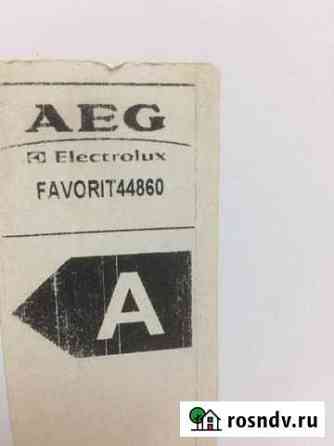 AEG
Electrolux
FAVORIT44860
A
rosndv.ru